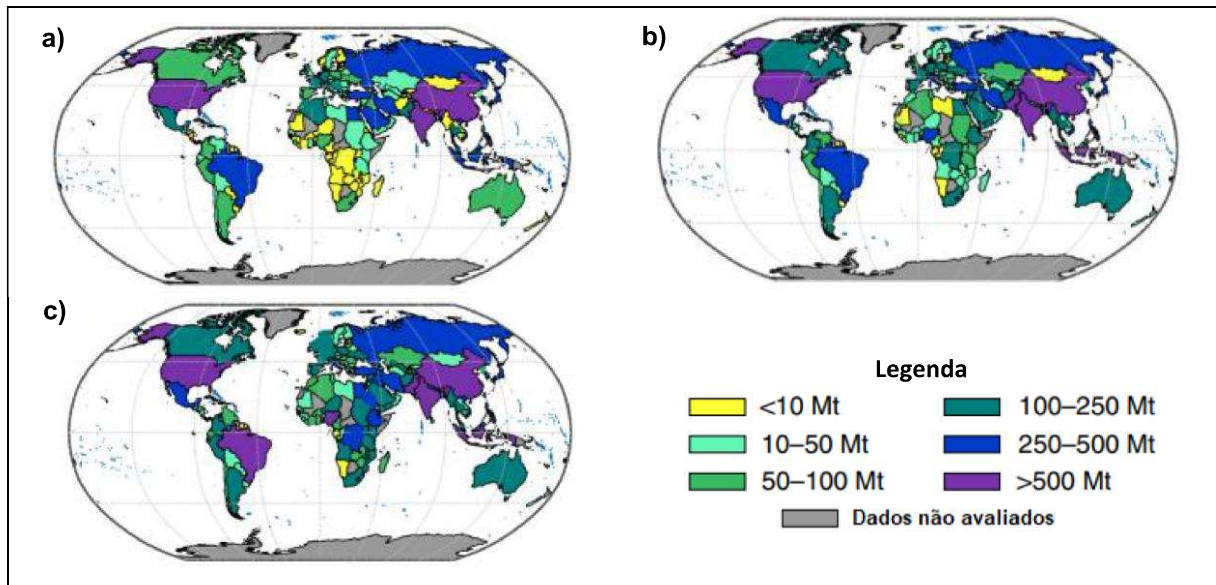 a)
b)
c)
Legenda
<10 Mt
10–50 Mt
50–100 Mt
100–250 Mt
250–500 Mt
>500 Mt
Dados não avaliados